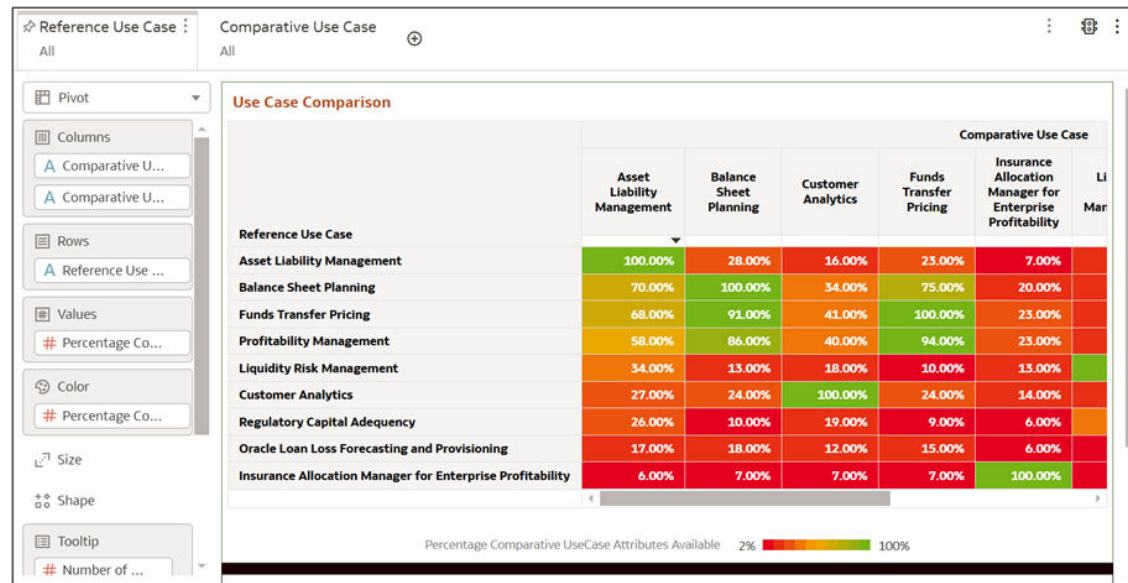 Reference Use Case
All
Comparative Use Case
All
Pivot
Columns
A Comparative U...
A Comparative U...
Rows
A Reference Use ...
Values
# Percentage Co...
Color
# Percentage Co...
Size
Shape
Tooltip
# Number of ...
Use Case Comparison
Comparative Use Case
Reference Use Case
Asset Liability Management
Balance Sheet Planning
Customer Analytics
Funds Transfer Pricing
Insurance Allocation Manager for Enterprise Profitability
Li
Mar
Asset Liability Management 100.00% 28.00% 16.00% 23.00% 7.00%
Balance Sheet Planning 70.00% 100.00% 34.00% 75.00% 20.00%
Funds Transfer Pricing 68.00% 91.00% 41.00% 100.00% 23.00%
Profitability Management 58.00% 86.00% 40.00% 94.00% 23.00%
Liquidity Risk Management 34.00% 13.00% 18.00% 10.00% 13.00%
Customer Analytics 27.00% 24.00% 100.00% 24.00% 14.00%
Regulatory Capital Adequency 26.00% 10.00% 19.00% 9.00% 6.00%
Oracle Loan Loss Forecasting and Provisioning 17.00% 18.00% 12.00% 15.00% 6.00%
Insurance Allocation Manager for Enterprise Profitability 6.00% 7.00% 7.00% 7.00% 100.00%
Percentage Comparative UseCase Attributes Available 2% 100%